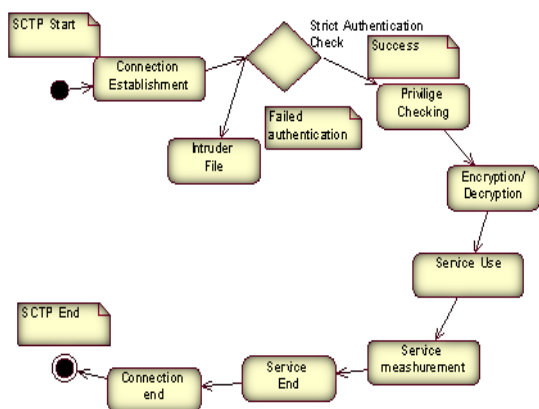 SCTP Start
Strict Authentication
Check
Success
Connection
Establishment
Privilige
Checking
Failed
authentication
Intruder
File
Encryption/
Decryption
Service Use
SCTP End
Service
meashurement
Service
End
Connection
end